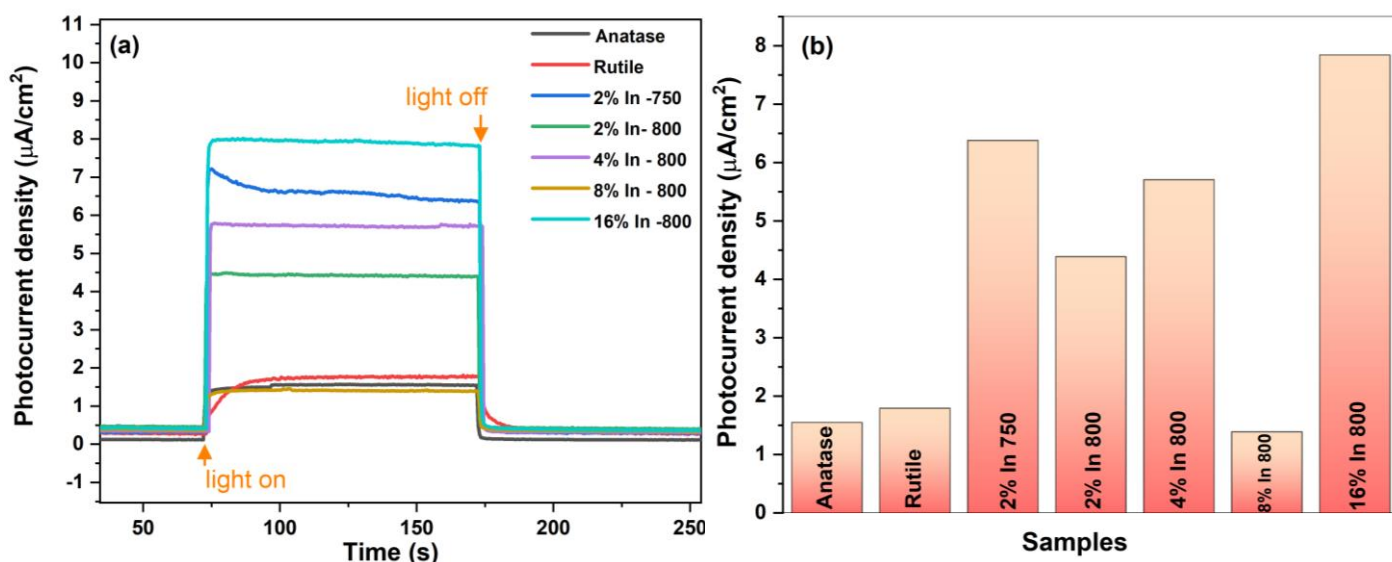 (a)
Photocurrent density (μA/cm²)
11
10
9
8
7
6
5
4
3
2
1
0
-1
50
100
150
200
250
Time (s)
light on
light off
Anatase
Rutile
2% In -750
2% In- 800
4% In - 800
8% In - 800
16% In -800
(b)
Photocurrent density (μA/cm²)
8
7
6
5
4
3
2
1
0
Anatase
Rutile
2% In 750
2% In 800
4% In 800
8% In 800
16% In 800
Samples